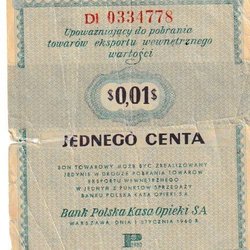 DI 0334778
Upoważniający do pobrania
towarów eksportu wewnętrznego
wartości
$0,01$
JEDNEGO CENTA
BON TOWAROWY MOŻE BYĆ ZREALIZOWANY
JEDYNIE W DRODZE POBRANIA TOWARÓW
EKSPORTU WEWNĘTRZNEGO
W JEDNYM Z PUNKTÓW SPRZEDAŻY
BANKU POLSKA KASA OPIEKI S.A.
Bank Polska Kasa Opieki S.A.
WARSZAWA, DNIA 1 STYCZNIA 1960 R.